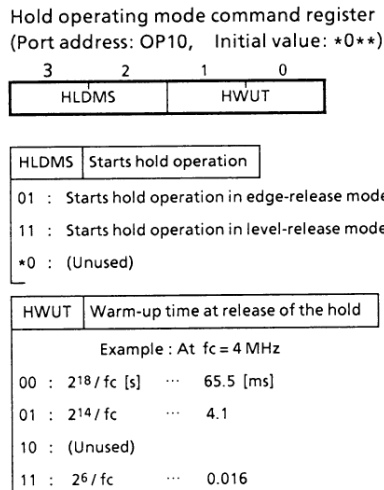 Hold operating mode command register
(Port address: OP10, Initial value: *0**)
3 2 1 0
HLDMS HWUT
HLDMS Starts hold operation
01 : Starts hold operation in edge-release mode
11 : Starts hold operation in level-release mode
*0 : (Unused)
HWUT Warm-up time at release of the hold
Example : At fc = 4 MHz
00 : 2¹⁸/ fc [s] ··· 65.5 [ms]
01 : 2¹⁴/ fc ··· 4.1
10 : (Unused)
11 : 2⁶/ fc ··· 0.016